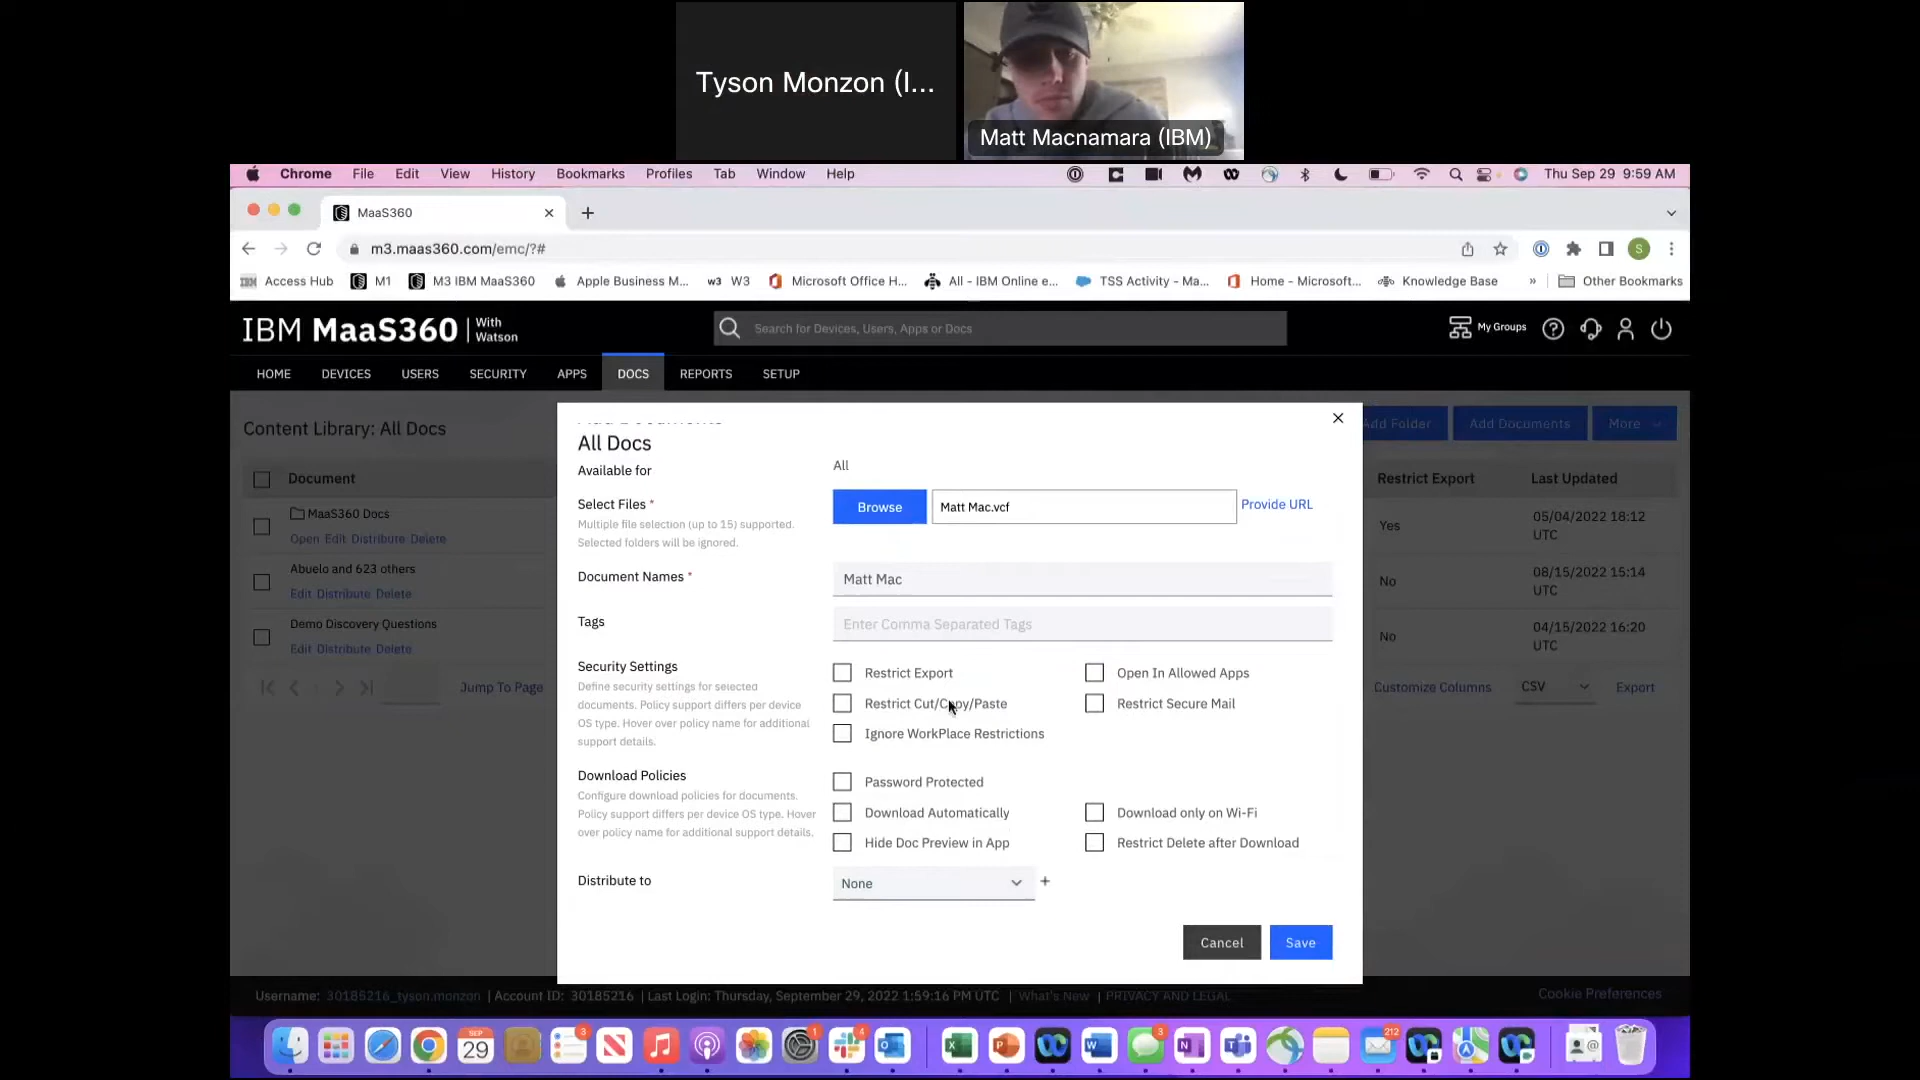 Tyson Monzon (I...
Matt Macnamara (IBM)
Chrome File Edit View History Bookmarks Profiles Tab Window Help
Thu Sep 29 9:59 AM
MaaS360
m3.maas360.com/emc/?#
S
IBM Access Hub M1 M3 IBM MaaS360 Apple Business M... w3 W3 Microsoft Office H... All - IBM Online e... TSS Activity - Ma... Home - Microsoft... Knowledge Base » Other Bookmarks
IBM MaaS360 | With Watson
Search for Devices, Users, Apps or Docs
My Groups
HOME DEVICES USERS SECURITY APPS DOCS REPORTS SETUP
Content Library: All Docs
Add Folder Add Documents More
Document
Restrict Export Last Updated
MaaS360 Docs
Open Edit Distribute Delete
Yes 05/04/2022 18:12 UTC
Abuelo and 623 others
Edit Distribute Delete
No 08/15/2022 15:14 UTC
Demo Discovery Questions
Edit Distribute Delete
No 04/15/2022 16:20 UTC
Jump To Page
Customize Columns CSV Export
All Docs
Available for All
Select Files * Browse Matt Mac.vcf Provide URL
Multiple file selection (up to 15) supported.
Selected folders will be ignored.
Document Names * Matt Mac
Tags Enter Comma Separated Tags
Security Settings
Define security settings for selected
documents. Policy support differs per device
OS type. Hover over policy name for additional
support details.
Restrict Export Open In Allowed Apps
Restrict Cut/Copy/Paste Restrict Secure Mail
Ignore WorkPlace Restrictions
Download Policies
Configure download policies for documents.
Policy support differs per device OS type. Hover
over policy name for additional support details.
Password Protected
Download Automatically Download only on Wi-Fi
Hide Doc Preview in App Restrict Delete after Download
Distribute to None +
Cancel Save
Username: 30185216_tyson.monzon | Account ID: 30185216 | Last Login: Thursday, September 29, 2022 1:59:16 PM UTC | What's New | PRIVACY AND LEGAL
Cookie Preferences
SEP 29
3
1
4
3
212